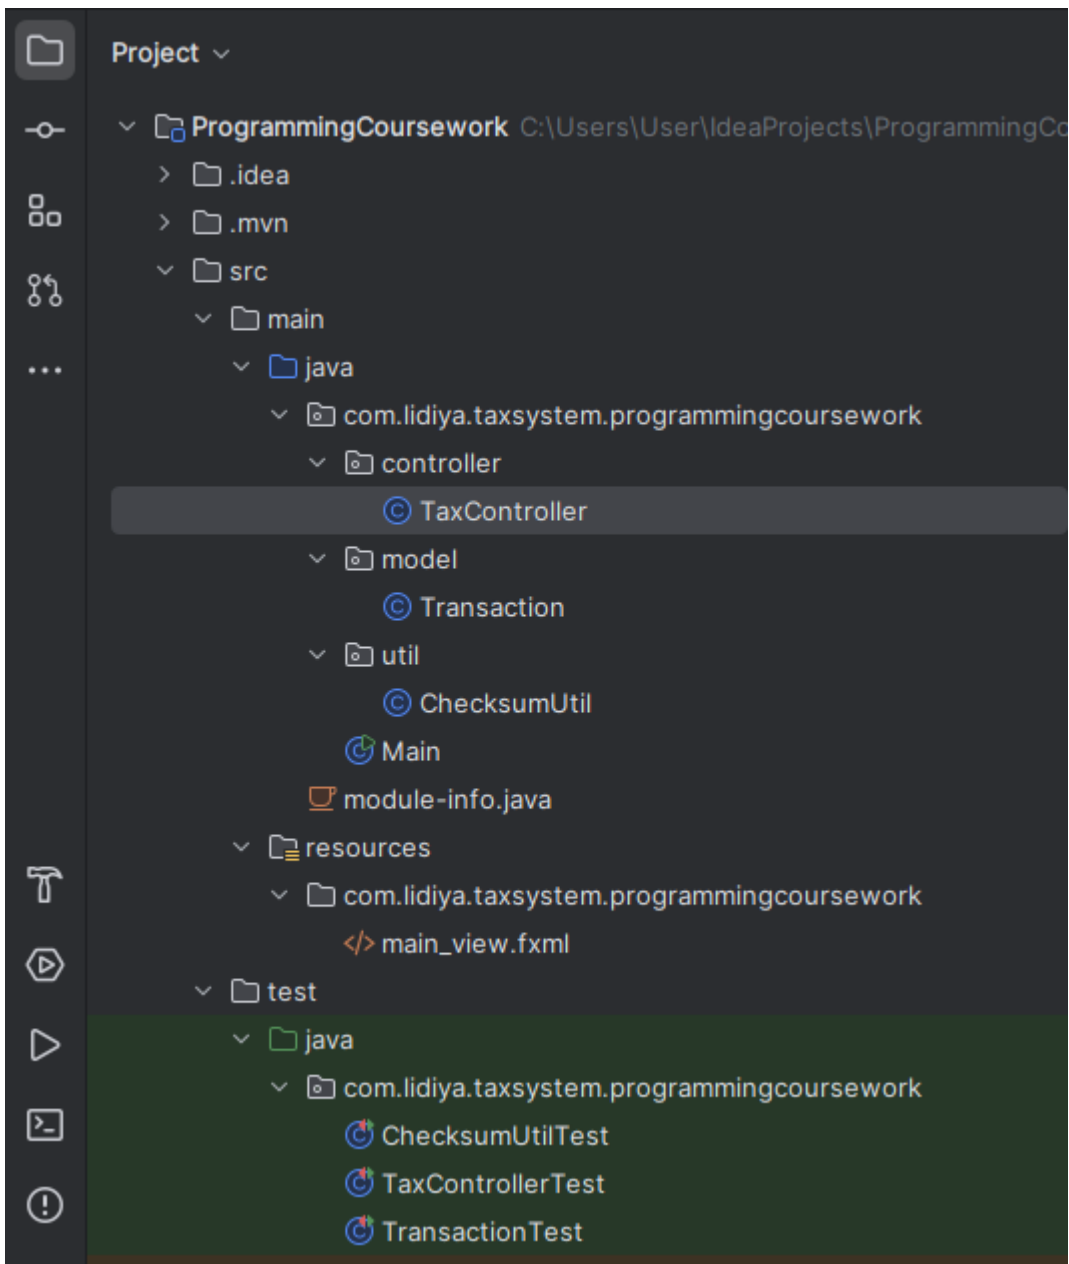 Project
ProgrammingCoursework C:\Users\User\IdeaProjects\ProgrammingCo
.idea
.mvn
src
main
java
com.lidiya.taxsystem.programmingcoursework
controller
TaxController
model
Transaction
util
ChecksumUtil
Main
module-info.java
resources
com.lidiya.taxsystem.programmingcoursework
main_view.fxml
test
java
com.lidiya.taxsystem.programmingcoursework
ChecksumUtilTest
TaxControllerTest
TransactionTest